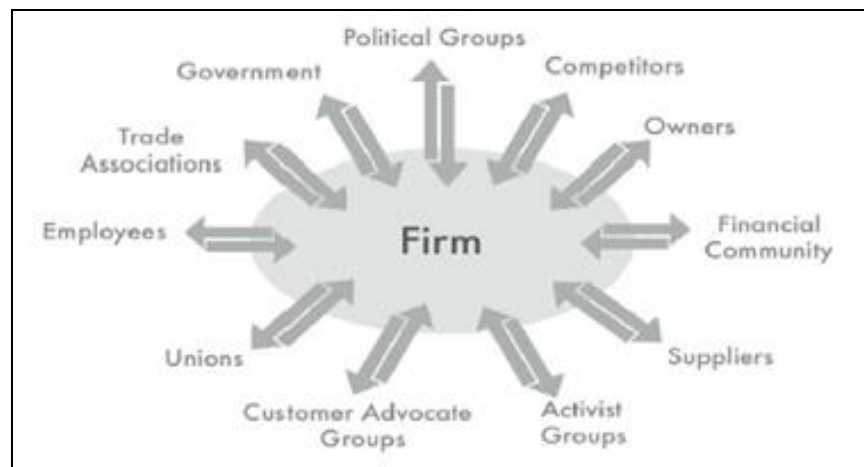 Political Groups
Government
Competitors
Trade
Associations
Owners
Employees
Firm
Financial
Community
Unions
Suppliers
Customer Advocate
Groups
Activist
Groups